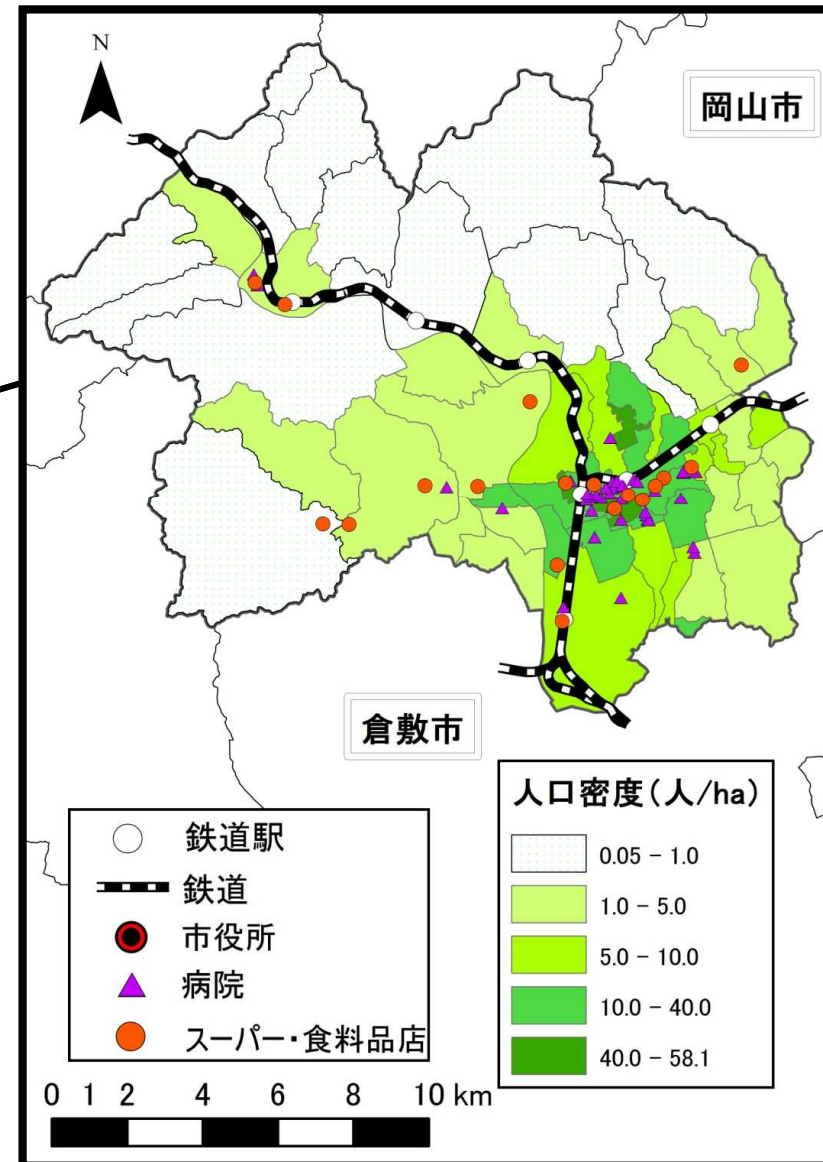 N
岡山市
倉敷市
鉄道駅
鉄道
市役所
病院
スーパー・食料品店
0 1 2 4 6 8 10 km
人口密度(人/ha)
0.05 - 1.0
1.0 - 5.0
5.0 - 10.0
10.0 - 40.0
40.0 - 58.1